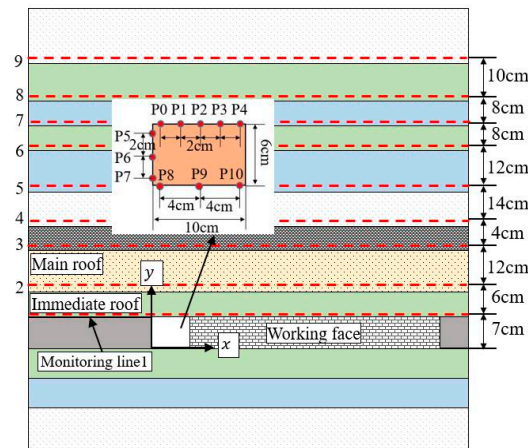 9
10cm
8
8cm
P0 P1 P2 P3 P4
7
P5
2cm
2cm
8cm
6
P6
6cm
P7
12cm
P8 P9 P10
5
4cm 4cm
14cm
10cm
4
4cm
3
Main roof
y
12cm
2
Immediate roof
6cm
Working face
7cm
x
Monitoring line1